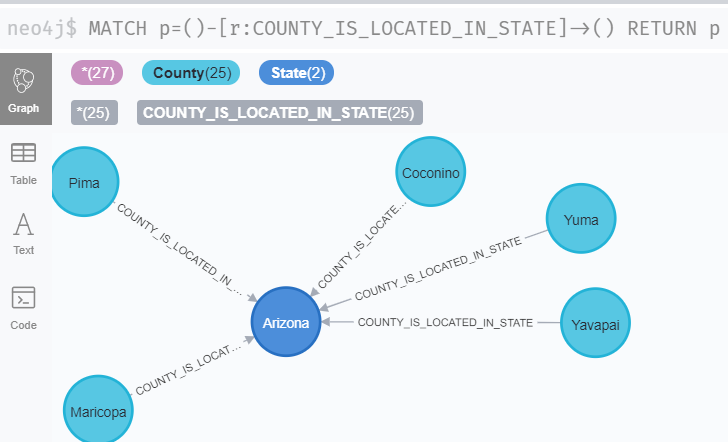 neo4j$ MATCH p=()-[r:COUNTY_IS_LOCATED_IN_STATE]->() RETURN p
*(27) County(25) State(2)
Graph
*(25) COUNTY_IS_LOCATED_IN_STATE(25)
Table
Text
Code
Pima
Coconino
Yuma
COUNTY_IS_LOCATED_IN_...
COUNTY_IS_LOCATE...
COUNTY_IS_LOCATED_IN_STATE
Arizona
COUNTY_IS_LOCATED_IN_STATE
Yavapai
COUNTY_IS_LOCAT...
Maricopa